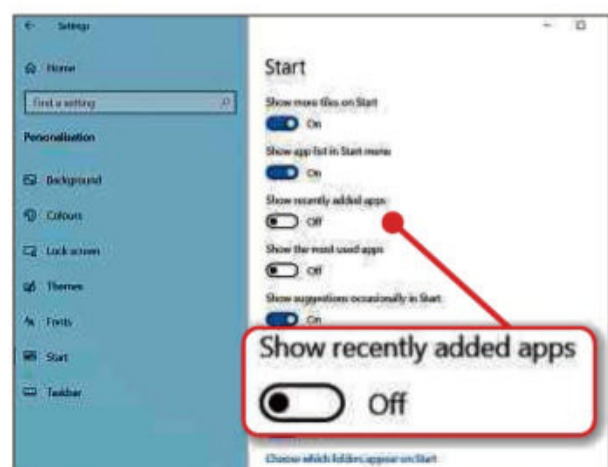 Settings
Home
Find a setting
Personalisation
Background
Colours
Lock screen
Themes
Fonts
Start
Taskbar
Start
Show more tiles on Start
On
Show app list in Start menu
On
Show recently added apps
Off
Show the most used apps
Off
Show suggestions occasionally in Start
On
Show recently added apps
Off
Choose which folders appear on Start